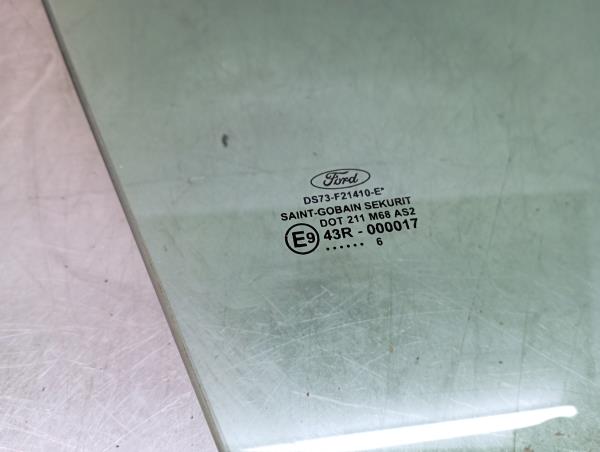 Ford
DS73-F21410-E*
SAINT-GOBAIN SEKURIT
DOT 211 M68 AS2
E9 43R - 000017
...... 6